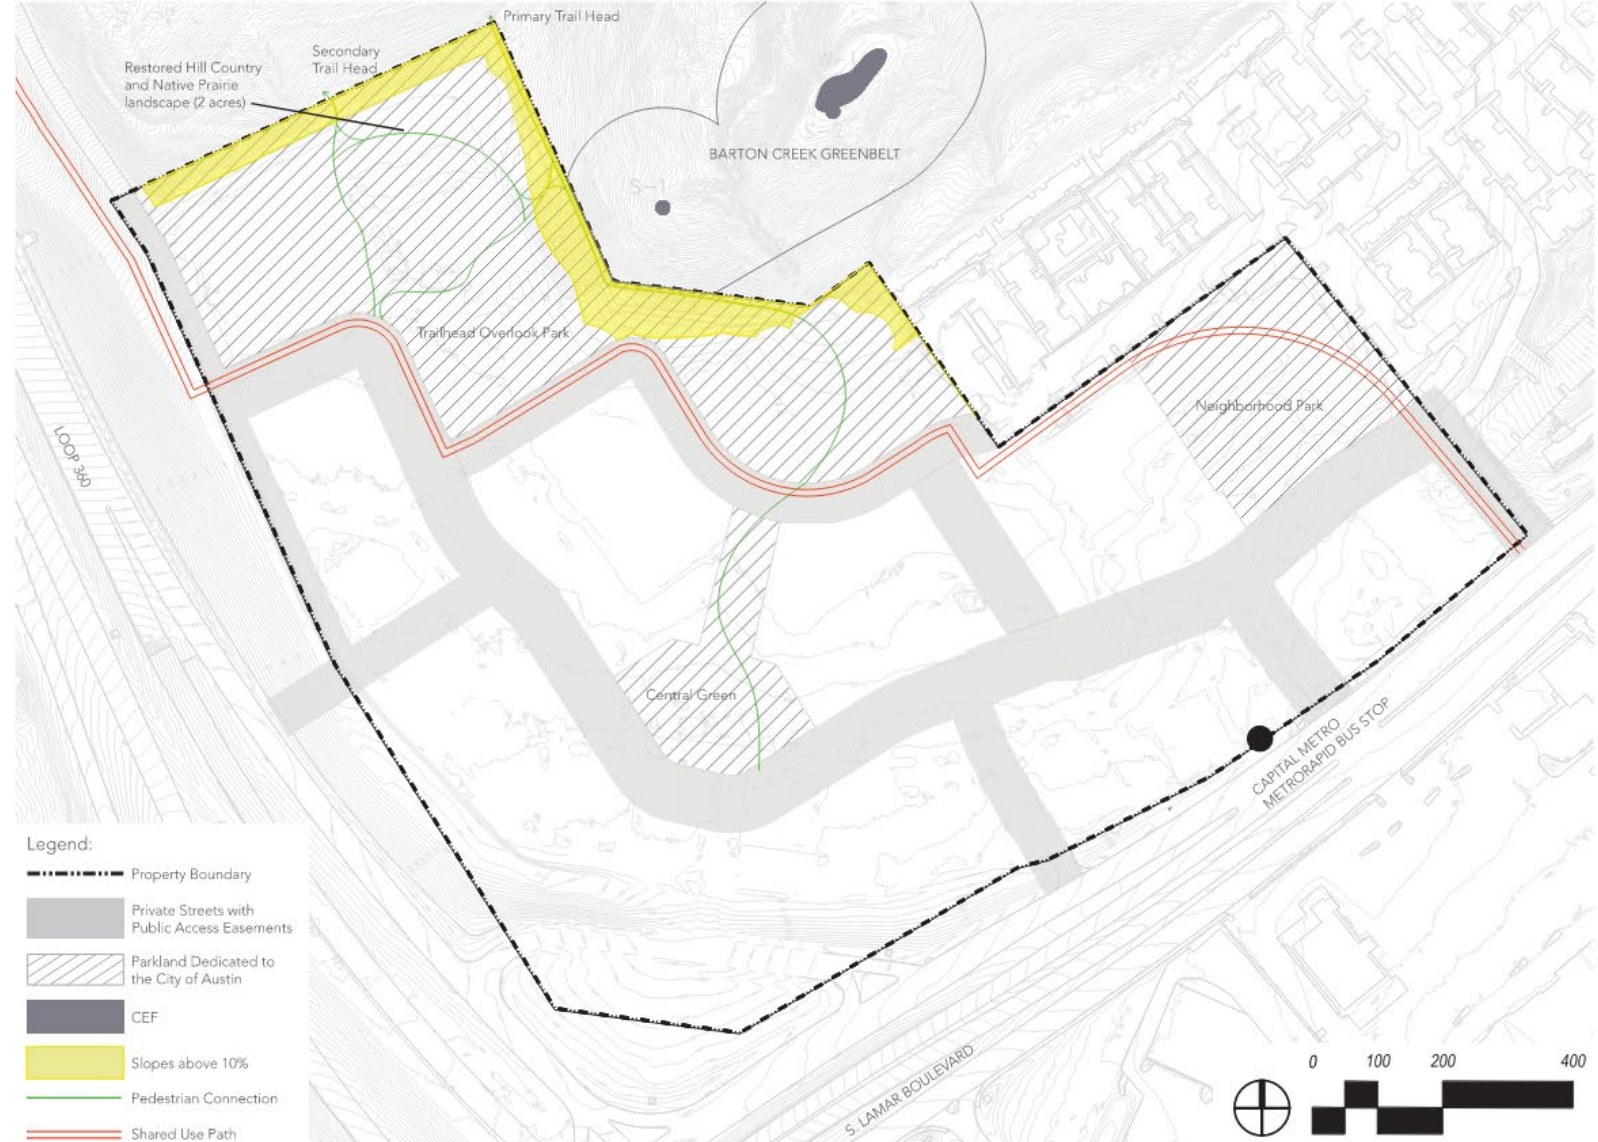 Primary Trail Head
Secondary
Trail Head
Restored Hill Country
and Native Prairie
landscape (2 acres)
W-1
BARTON CREEK GREENBELT
S-1
Trailhead Overlook Park
Neighborhood Park
LOOP 360
Central Green
CAPITAL METRO
METRORAPID BUS STOP
S. LAMAR BOULEVARD
Legend:
Property Boundary
Private Streets with
Public Access Easements
Parkland Dedicated to
the City of Austin
CEF
Slopes above 10%
Pedestrian Connection
Shared Use Path
0 100 200 400